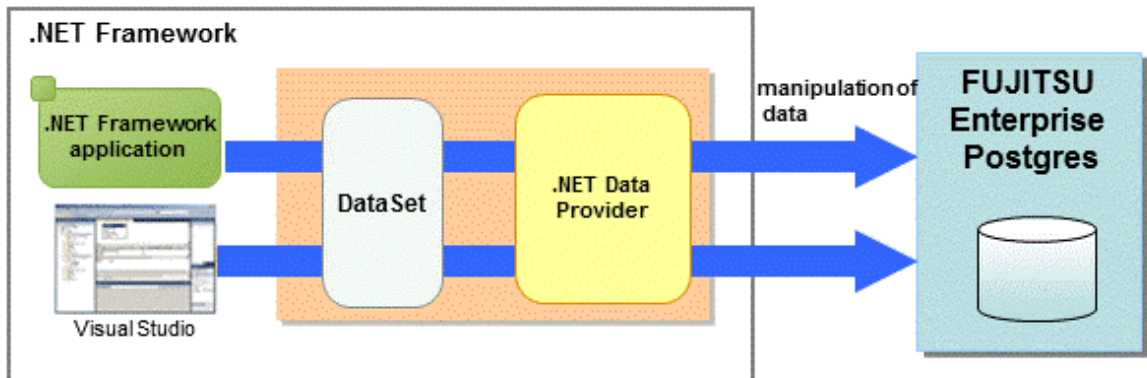 .NET Framework
.NET Framework
application
Visual Studio
DataSet
.NET Data
Provider
manipulation of
data
FUJITSU
Enterprise
Postgres